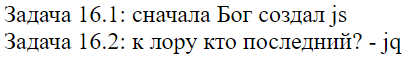 Задача 16.1: сначала Бог создал js
Задача 16.2: к лору кто последний? - jq